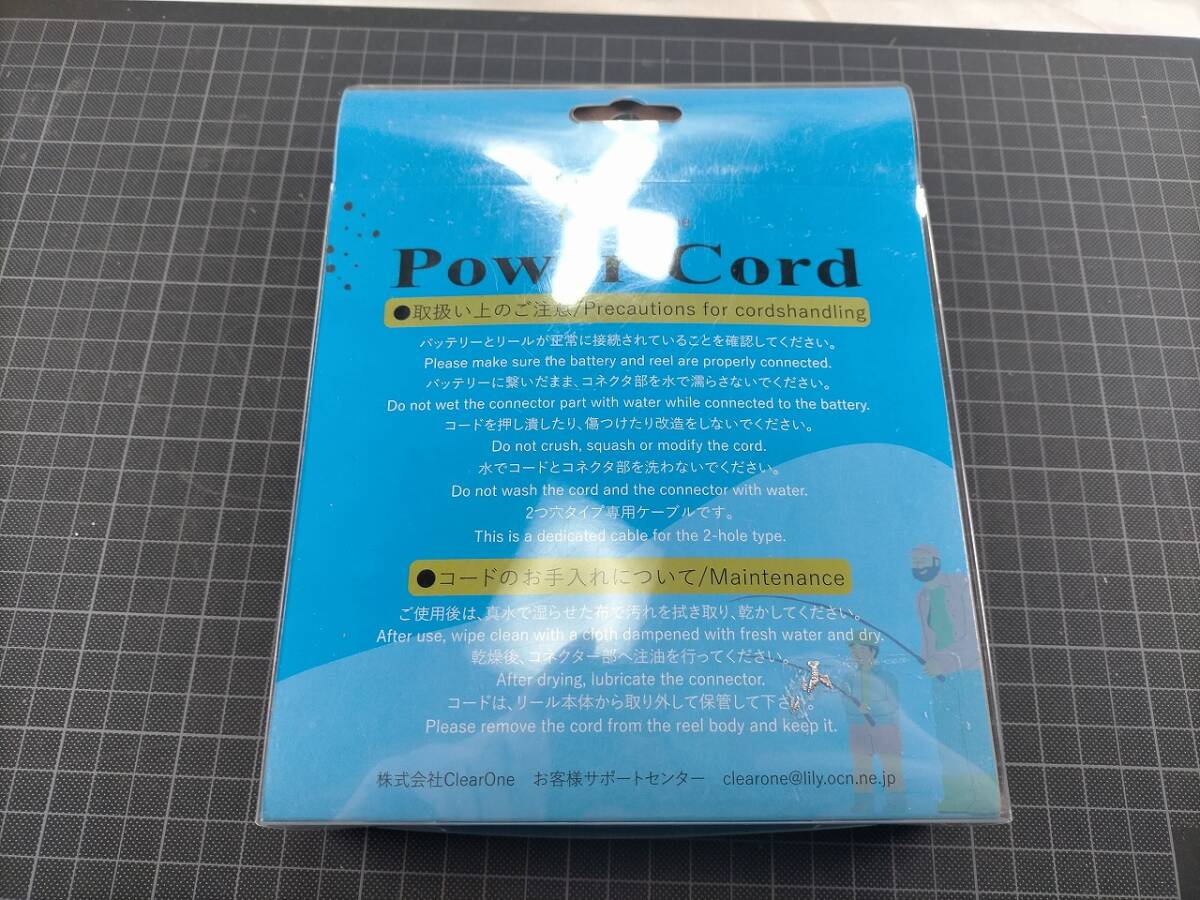 Power Cord
●取扱い上のご注意/Precautions for cordshandling
バッテリーとリールが正常に接続されていることを確認してください。
Please make sure the battery and reel are properly connected.
バッテリーに繋いだまま、コネクタ部を水で濡らさないでください。
Do not wet the connector part with water while connected to the battery.
コードを押し潰したり、傷つけたり改造をしないでください。
Do not crush, squash or modify the cord.
水でコードとコネクタ部を洗わないでください。
Do not wash the cord and the connector with water.
2つ穴タイプ専用ケーブルです。
This is a dedicated cable for the 2-hole type.
●コードのお手入れについて/Maintenance
ご使用後は、真水で湿らせた布で汚れを拭き取り、乾かしてください。
After use, wipe clean with a cloth dampened with fresh water and dry.
乾燥後、コネクター部へ注油を行ってください。
After drying, lubricate the connector.
コードは、リール本体から取り外して保管して下さい。
Please remove the cord from the reel body and keep it.
株式会社ClearOne お客様サポートセンター clearone@lily.ocn.ne.jp